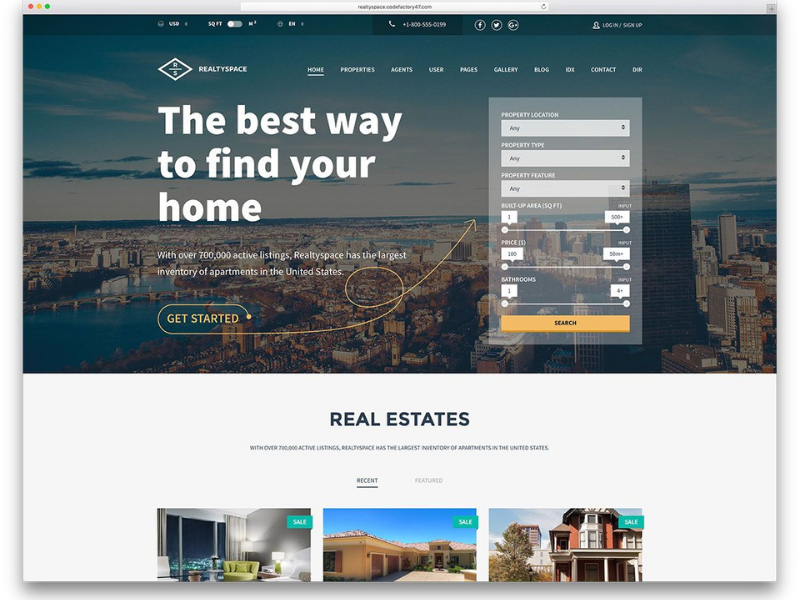 realtyspace.codefactory47.com
USD
SQ FT M²
EN
+1-800-555-0199
LOGIN / SIGN UP
R
S
REALTYSPACE
HOME PROPERTIES AGENTS USER PAGES GALLERY BLOG IDX CONTACT DIR
The best way
to find your
home
With over 700,000 active listings, Realtyspace has the largest
inventory of apartments in the United States.
GET STARTED
PROPERTY LOCATION
Any
PROPERTY TYPE
Any
PROPERTY FEATURE
Any
BUILT-UP AREA (SQ FT) INPUT
1 500+
PRICE ($) INPUT
100 50m+
BATHROOMS INPUT
1 4+
SEARCH
REAL ESTATES
WITH OVER 700,000 ACTIVE LISTINGS, REALTYSPACE HAS THE LARGEST INVENTORY OF APARTMENTS IN THE UNITED STATES.
RECENT FEATURED
SALE SALE SALE